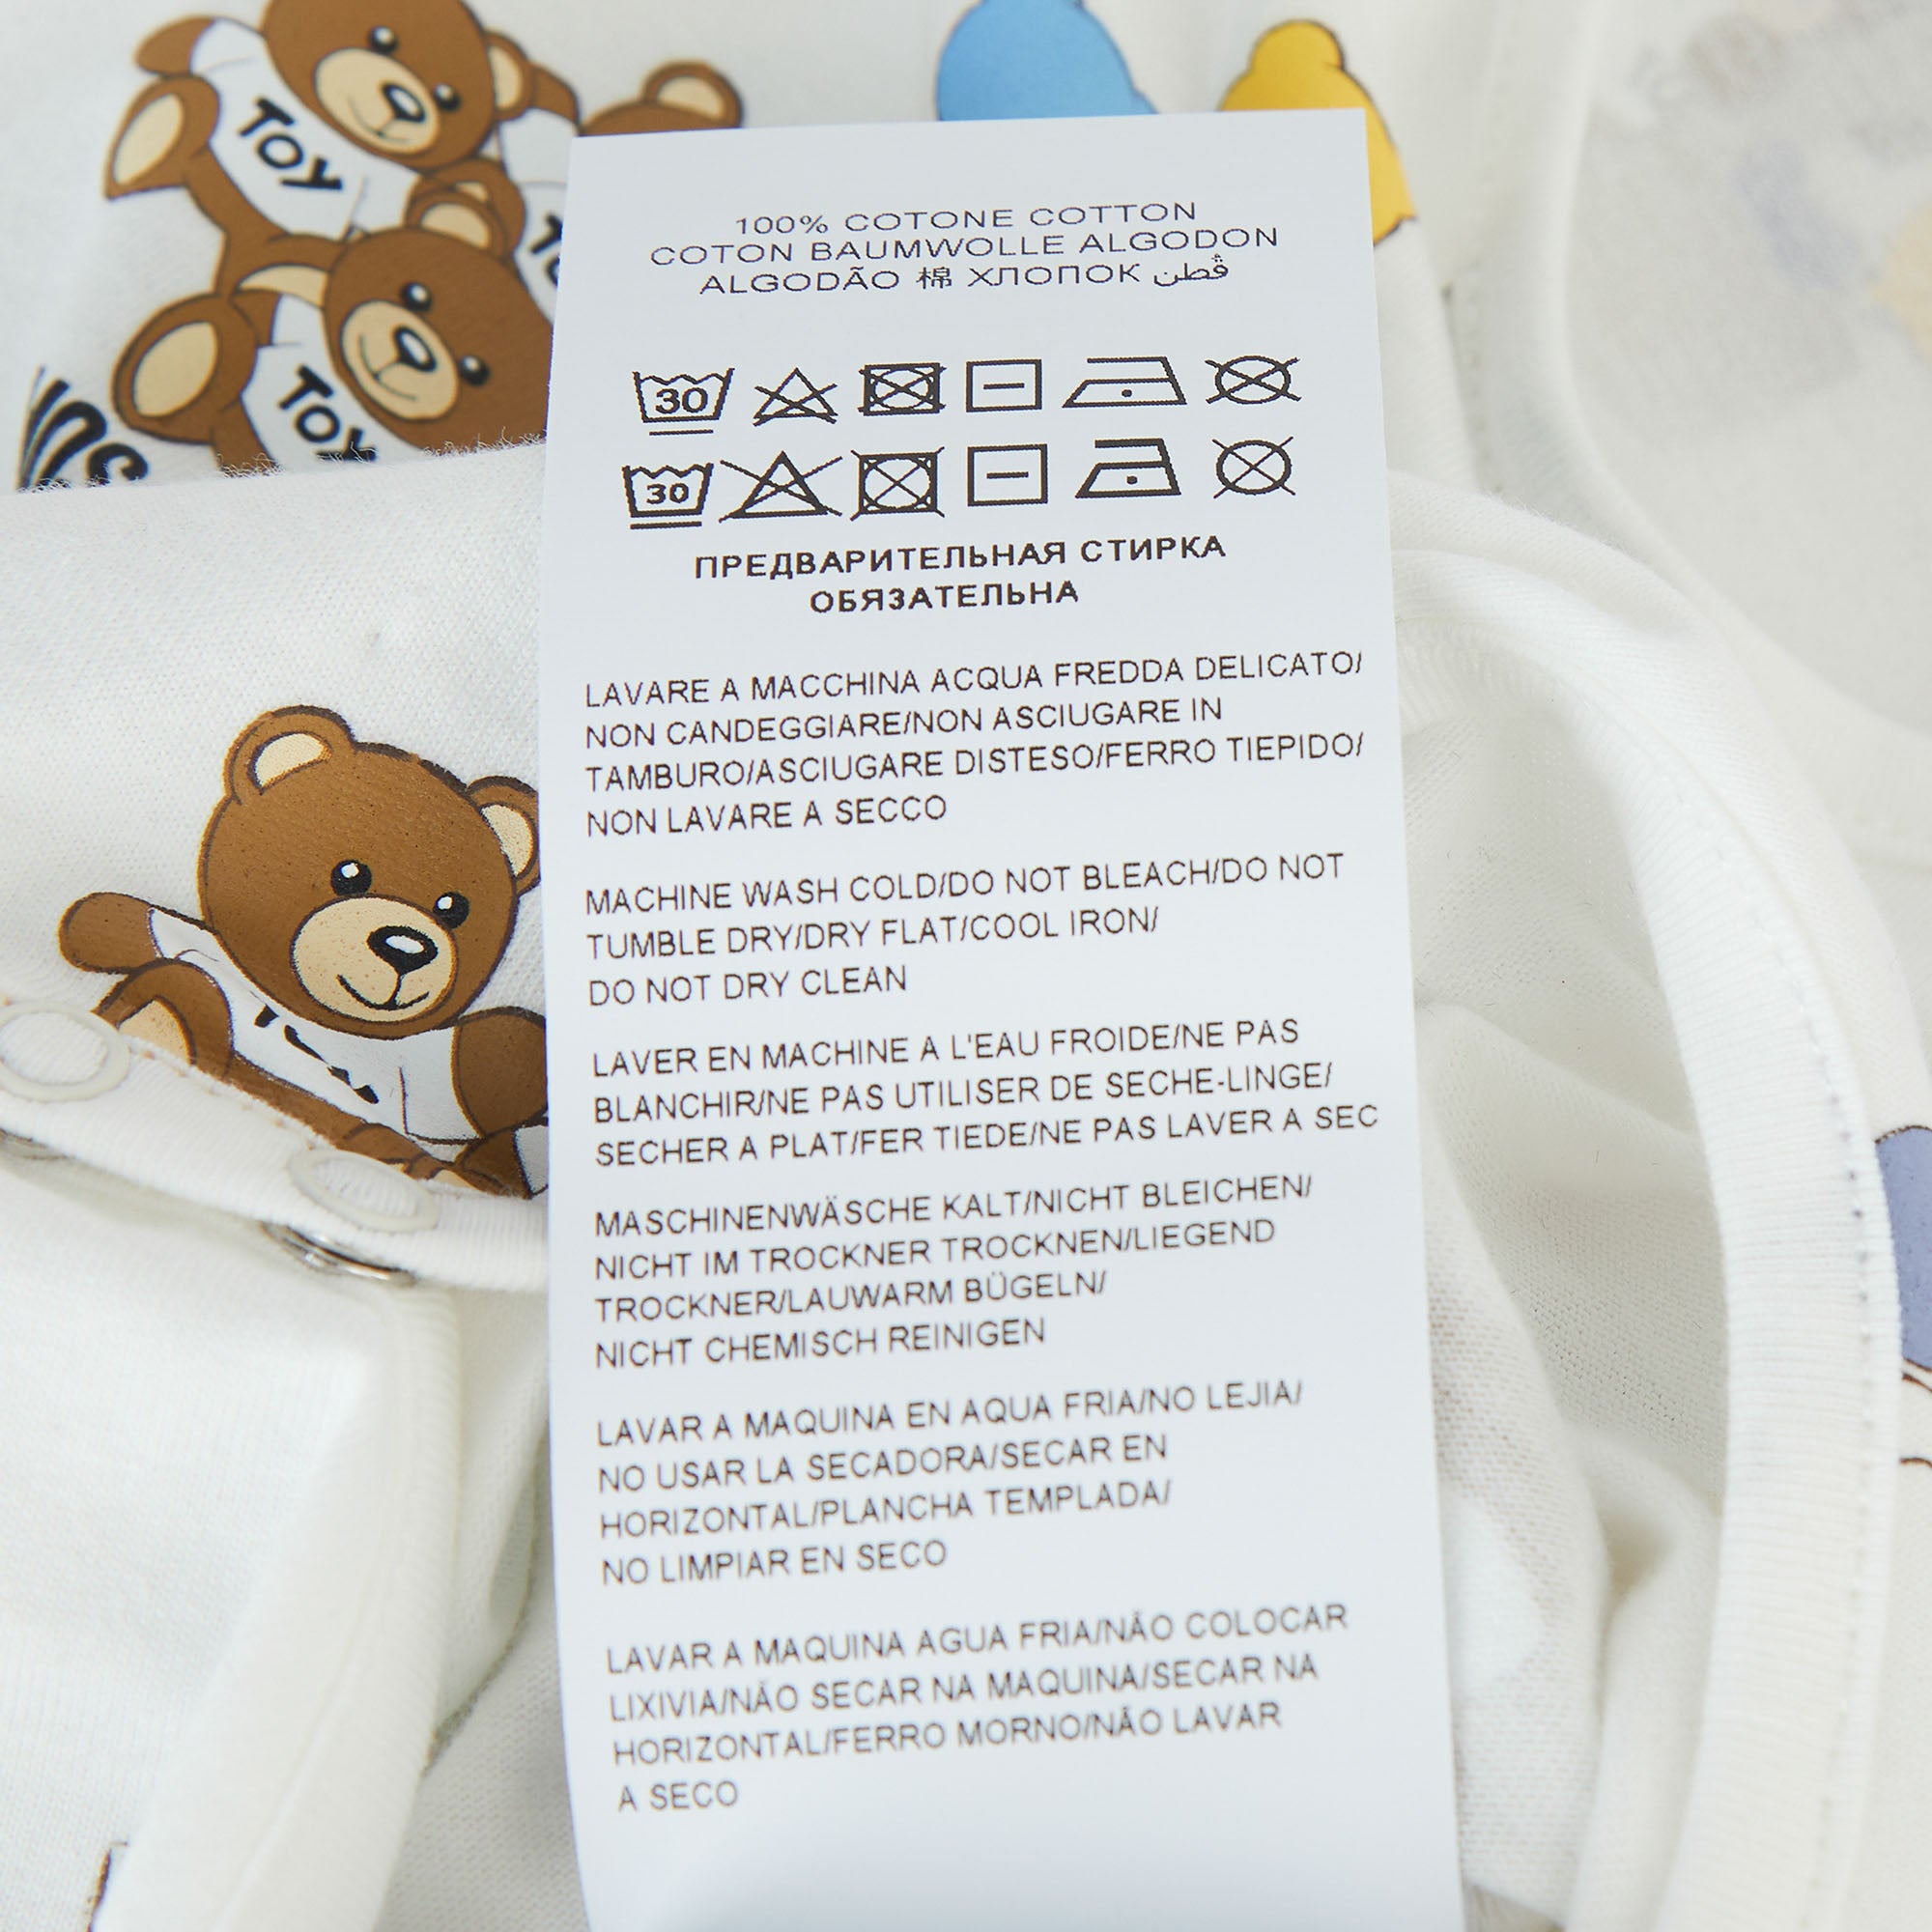 TOY
TOY
100% COTONE COTTON
COTON BAUMWOLLE ALGODON
ALGODÃO 棉 ХЛОПОК قطن
30
30
ПРЕДВАРИТЕЛЬНАЯ СТИРКА
ОБЯЗАТЕЛЬНА
LAVARE A MACCHINA ACQUA FREDDA DELICATO/
NON CANDEGGIARE/NON ASCIUGARE IN
TAMBURO/ASCIUGARE DISTESO/FERRO TIEPIDO/
NON LAVARE A SECCO
MACHINE WASH COLD/DO NOT BLEACH/DO NOT
TUMBLE DRY/DRY FLAT/COOL IRON/
DO NOT DRY CLEAN
LAVER EN MACHINE A L'EAU FROIDE/NE PAS
BLANCHIR/NE PAS UTILISER DE SECHE-LINGE/
SECHER A PLAT/FER TIEDE/NE PAS LAVER A SEC
MASCHINENWÄSCHE KALT/NICHT BLEICHEN/
NICHT IM TROCKNER TROCKNEN/LIEGEND
TROCKNER/LAUWARM BÜGELN/
NICHT CHEMISCH REINIGEN
LAVAR A MAQUINA EN AQUA FRIA/NO LEJIA/
NO USAR LA SECADORA/SECAR EN
HORIZONTAL/PLANCHA TEMPLADA/
NO LIMPIAR EN SECO
LAVAR A MAQUINA AGUA FRIA/NÃO COLOCAR
LIXIVIA/NÃO SECAR NA MAQUINA/SECAR NA
HORIZONTAL/FERRO MORNO/NÃO LAVAR
A SECO